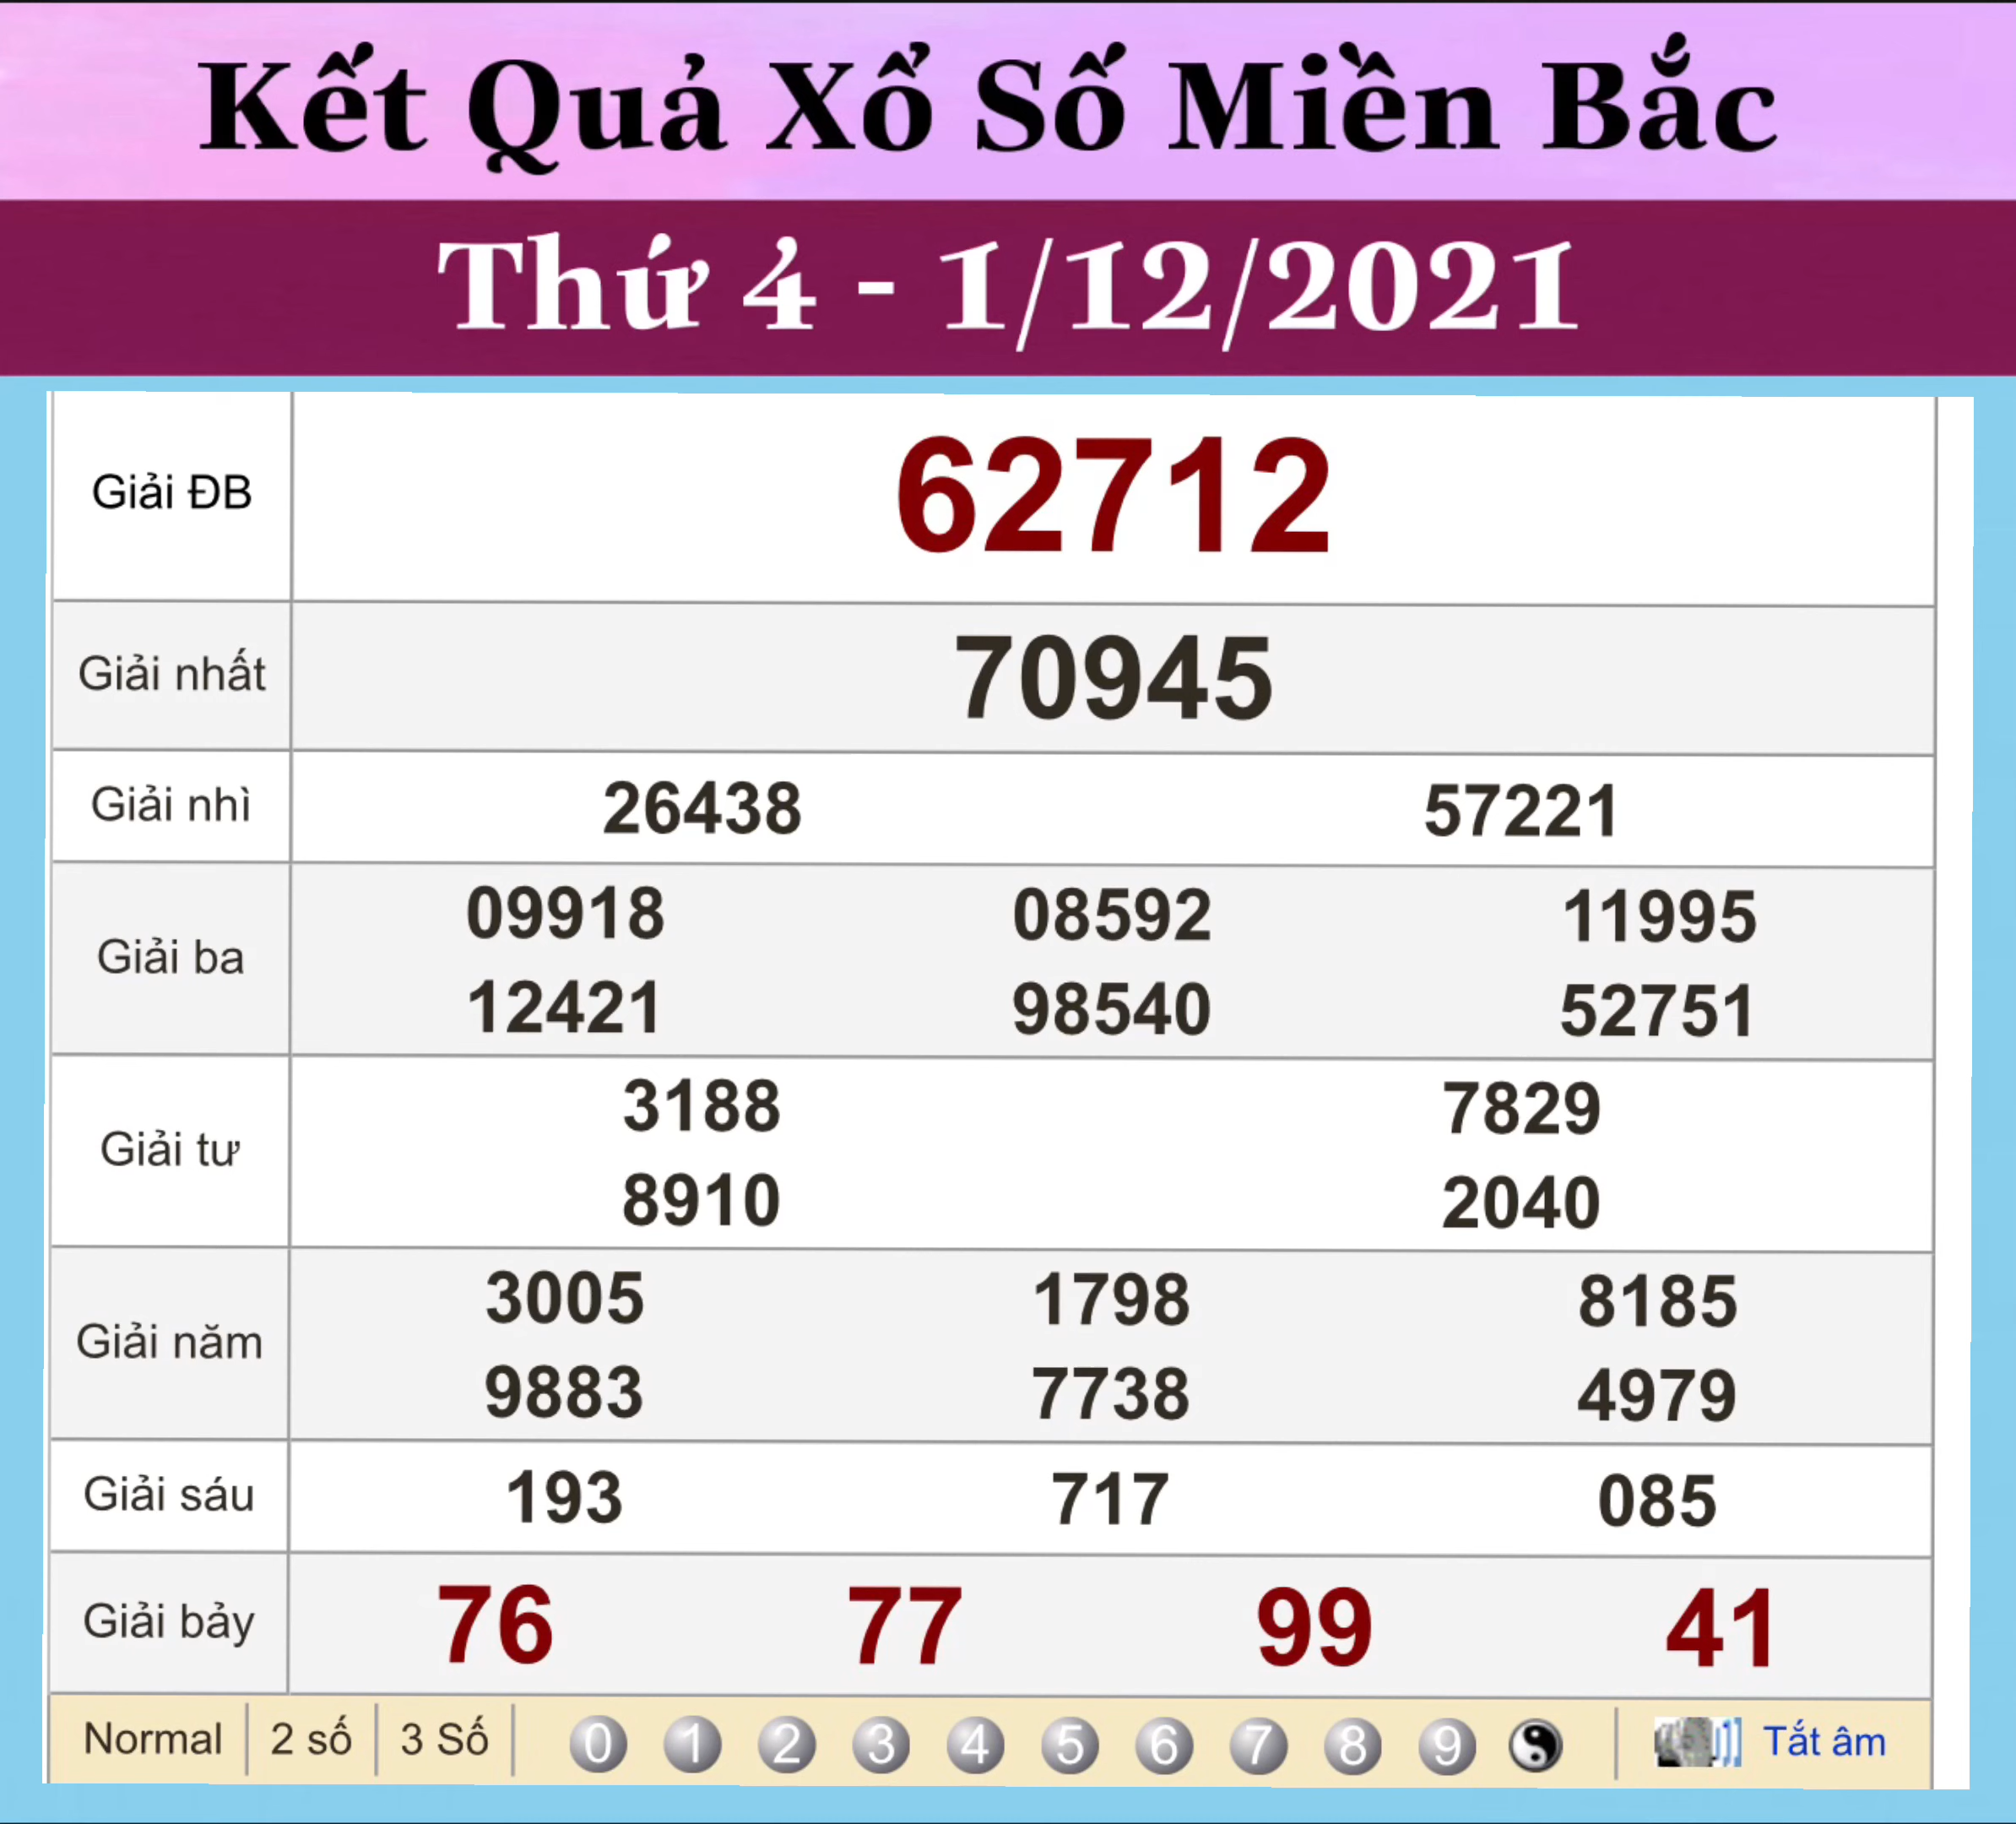 Kết Quả Xổ Số Miền Bắc
Thứ 4 - 1/12/2021
Giải ĐB 62712
Giải nhất 70945
Giải nhì 26438 57221
Giải ba 09918 08592 11995
12421 98540 52751
Giải tư 3188 7829
8910 2040
Giải năm 3005 1798 8185
9883 7738 4979
Giải sáu 193 717 085
Giải bảy 76 77 99 41
Normal 2 số 3 Số 0 1 2 3 4 5 6 7 8 9 Tắt âm